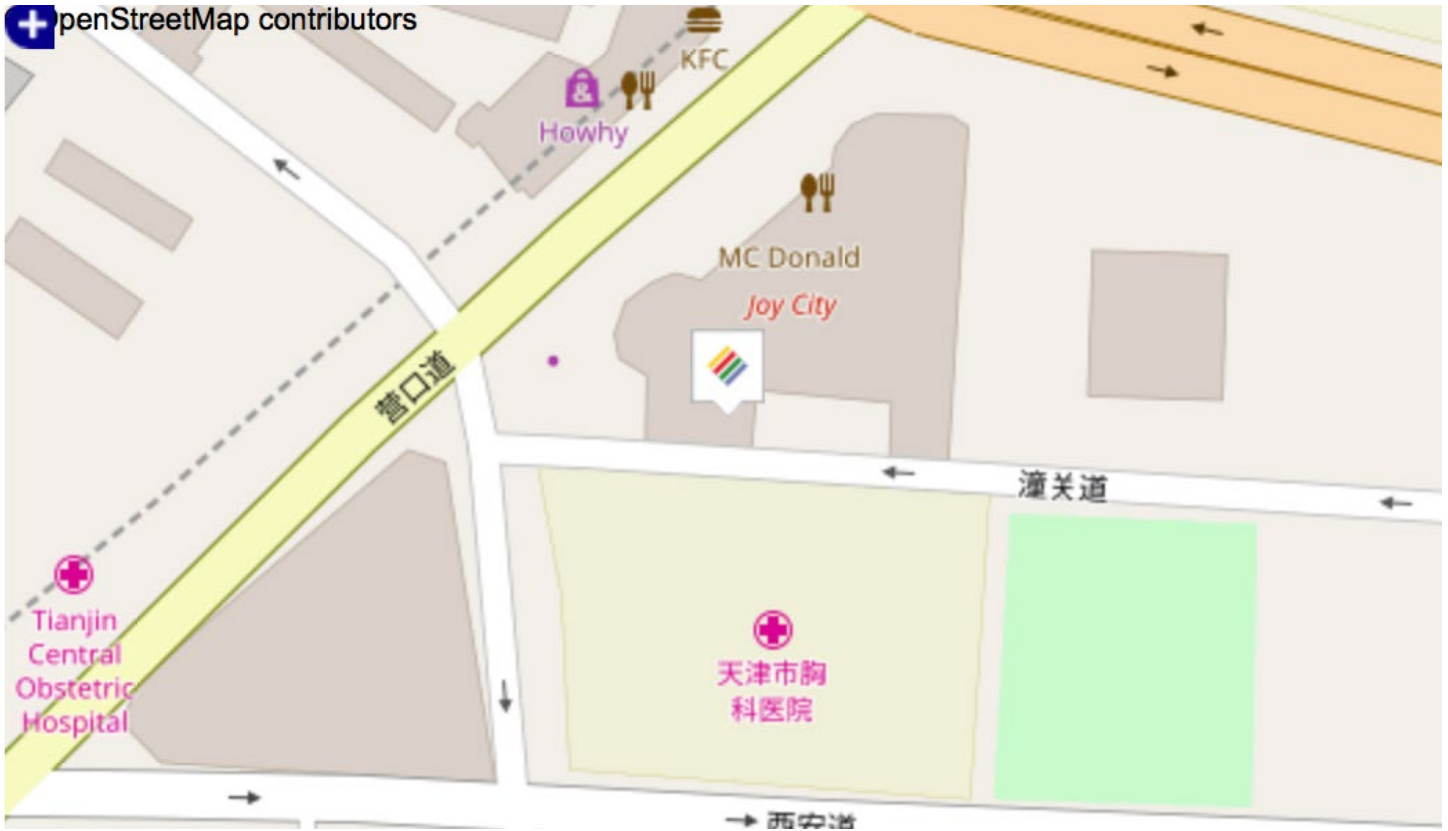 OpenStreetMap contributors
KFC
Howhy
MC Donald
Joy City
营口道
潼关道
Tianjin
Central
Obstetric
Hospital
天津市胸
科医院
西安道